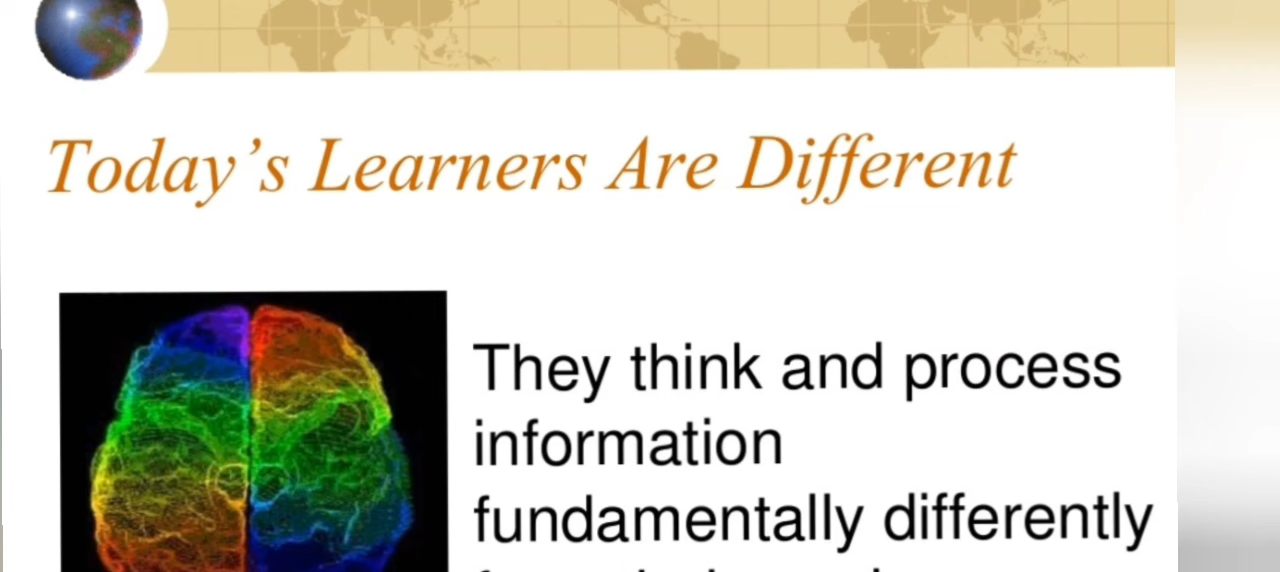 Today's Learners Are Different
They think and process
information
fundamentally differently